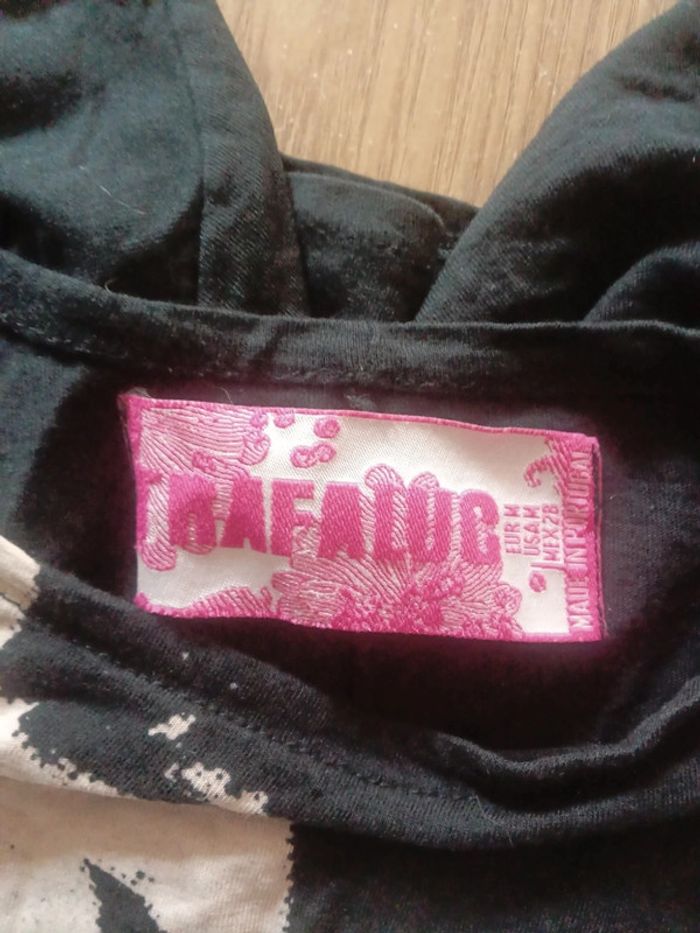 TRAFALUC
EUR M
USA M
MEX 28
MADE IN PORTUGAL